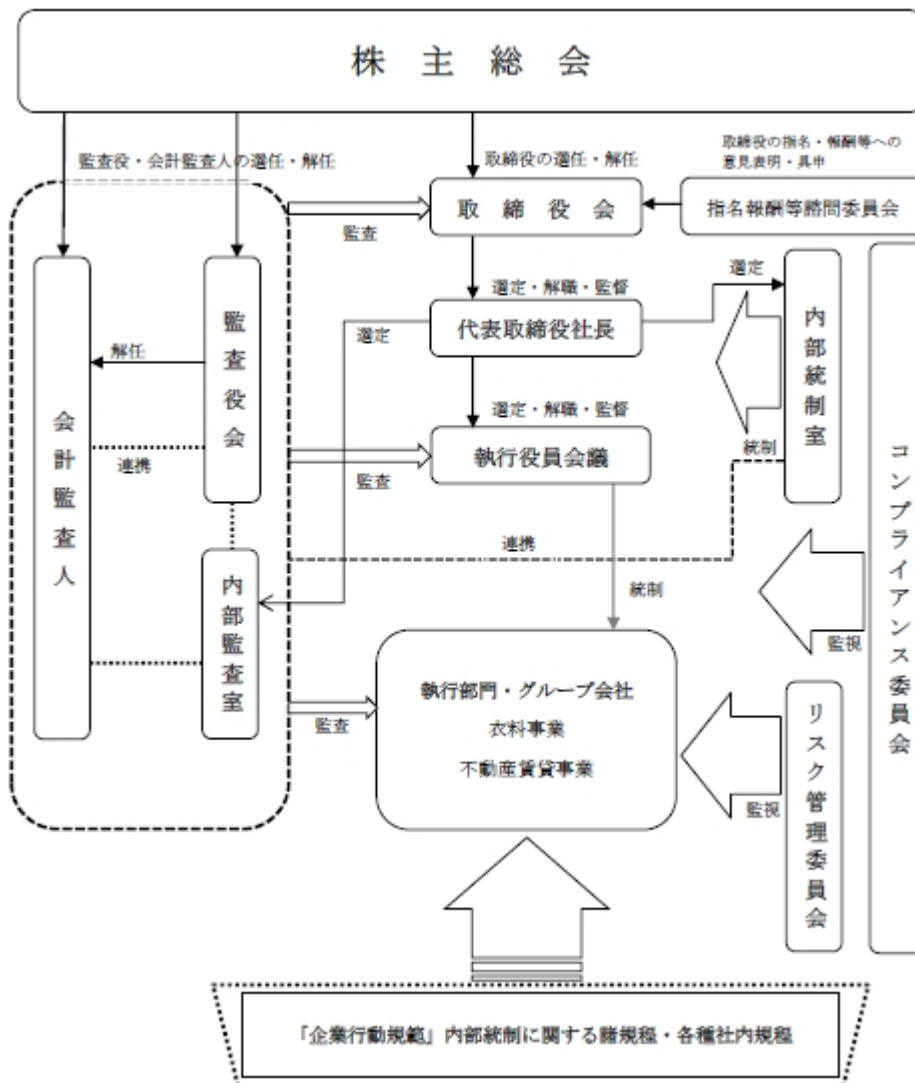 株主総会
監査役・会計監査人の選任・解任
取締役の選任・解任
取締役の指名・報酬等への
意見表明・具申
取締役会
指名報酬等諮問委員会
監査
選定・解職・監督
選定
代表取締役社長
選定
内部統制室
監査役会
解任
会計監査人
連携
選定・解職・監督
執行役員会議
監査
統制
コンプライアンス委員会
連携
内部監査室
統制
監視
執行部門・グループ会社
衣料事業
不動産賃貸事業
監査
リスク管理委員会
監視
「企業行動規範」内部統制に関する諸規程・各種社内規程